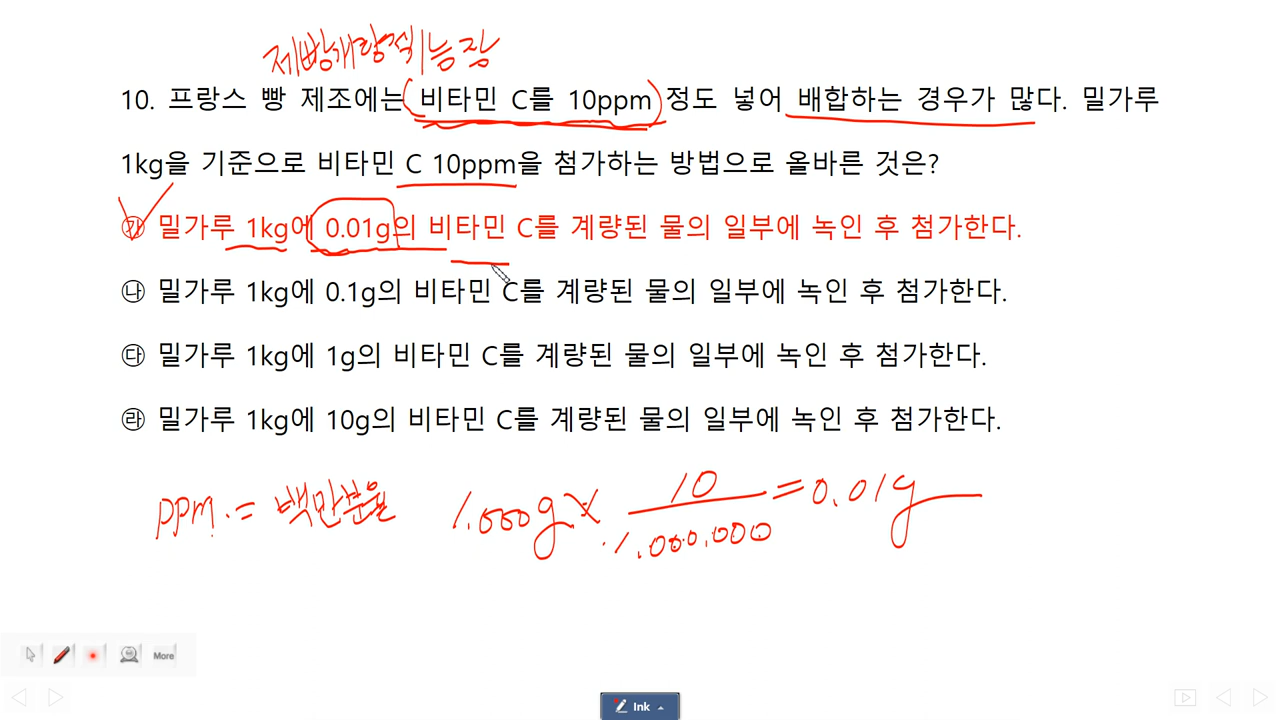 제빵개량제 기능장
10. 프랑스 빵 제조에는 비타민 C를 10ppm 정도 넣어 배합하는 경우가 많다. 밀가루
1kg을 기준으로 비타민 C 10ppm을 첨가하는 방법으로 올바른 것은?
㉮ 밀가루 1kg에 0.01g의 비타민 C를 계량된 물의 일부에 녹인 후 첨가한다.
㉯ 밀가루 1kg에 0.1g의 비타민 C를 계량된 물의 일부에 녹인 후 첨가한다.
㉰ 밀가루 1kg에 1g의 비타민 C를 계량된 물의 일부에 녹인 후 첨가한다.
㉱ 밀가루 1kg에 10g의 비타민 C를 계량된 물의 일부에 녹인 후 첨가한다.
ppm. = 백만분율 1.000g × 10 / 1.000.000 = 0.01g
More
Ink